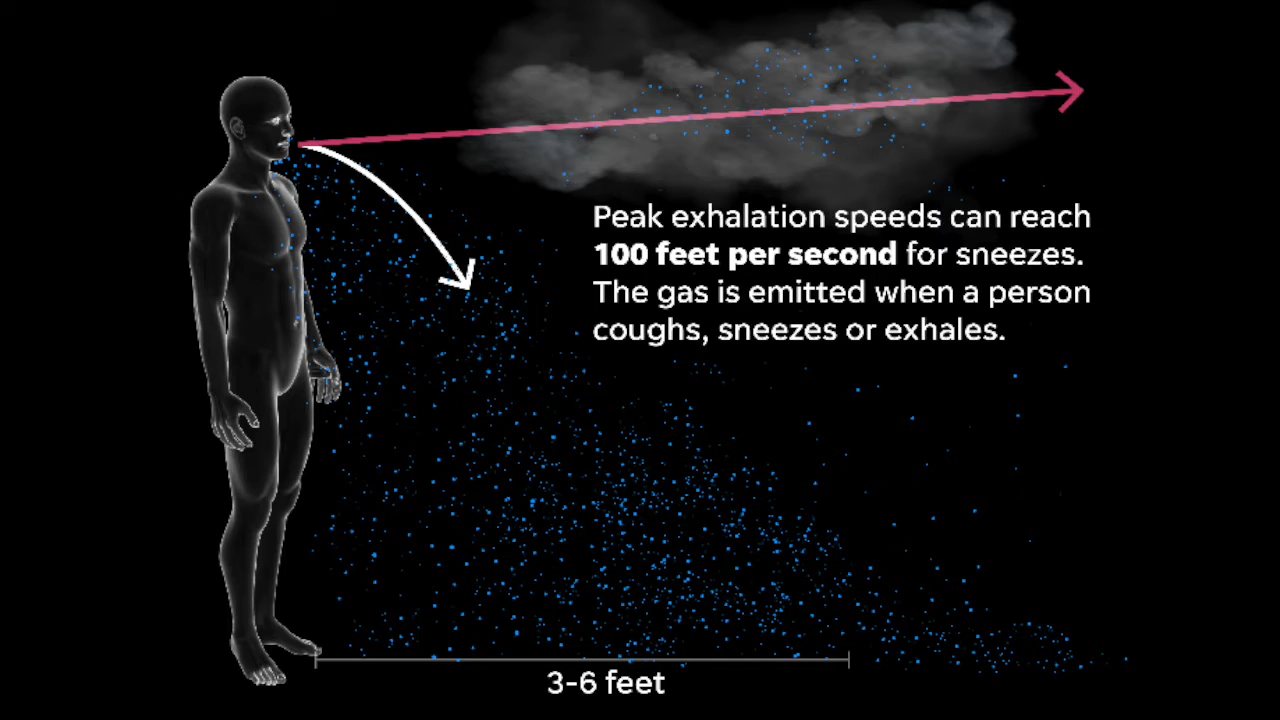 Peak exhalation speeds can reach
100 feet per second for sneezes.
The gas is emitted when a person
coughs, sneezes or exhales.
3-6 feet